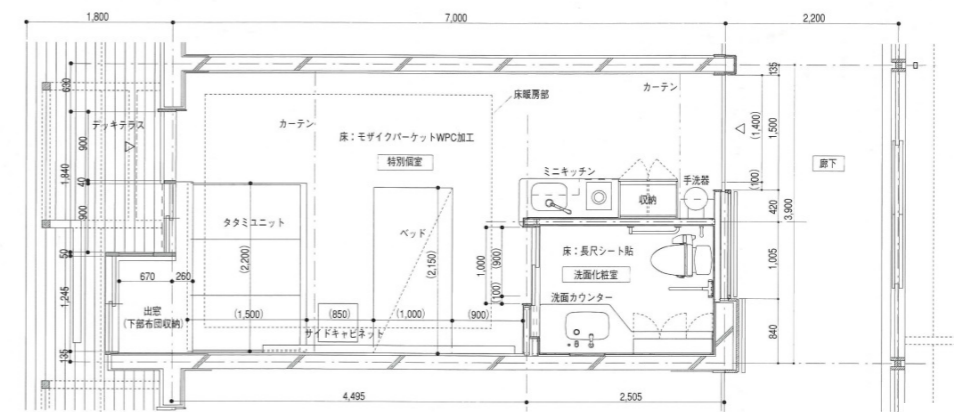 1,800
7,000
2,200
630
135
カーテン
床暖房部
カーテン
デッキテラス
床：モザイクパーケットWPC加工
特別個室
900
1,840
40
900
(1,400)
1,500
(100)
廊下
ミニキッチン
手洗器
収納
420
3,900
タタミユニット
ベッド
(2,200)
(2,150)
1,000
(900)
(100)
床：長尺シート貼
洗面化粧室
洗面カウンター
1,005
50
670
260
1,245
出窓
(下部布団収納)
(1,500)
(850)
(1,000)
(900)
サイドキャビネット
840
135
4,495
2,505